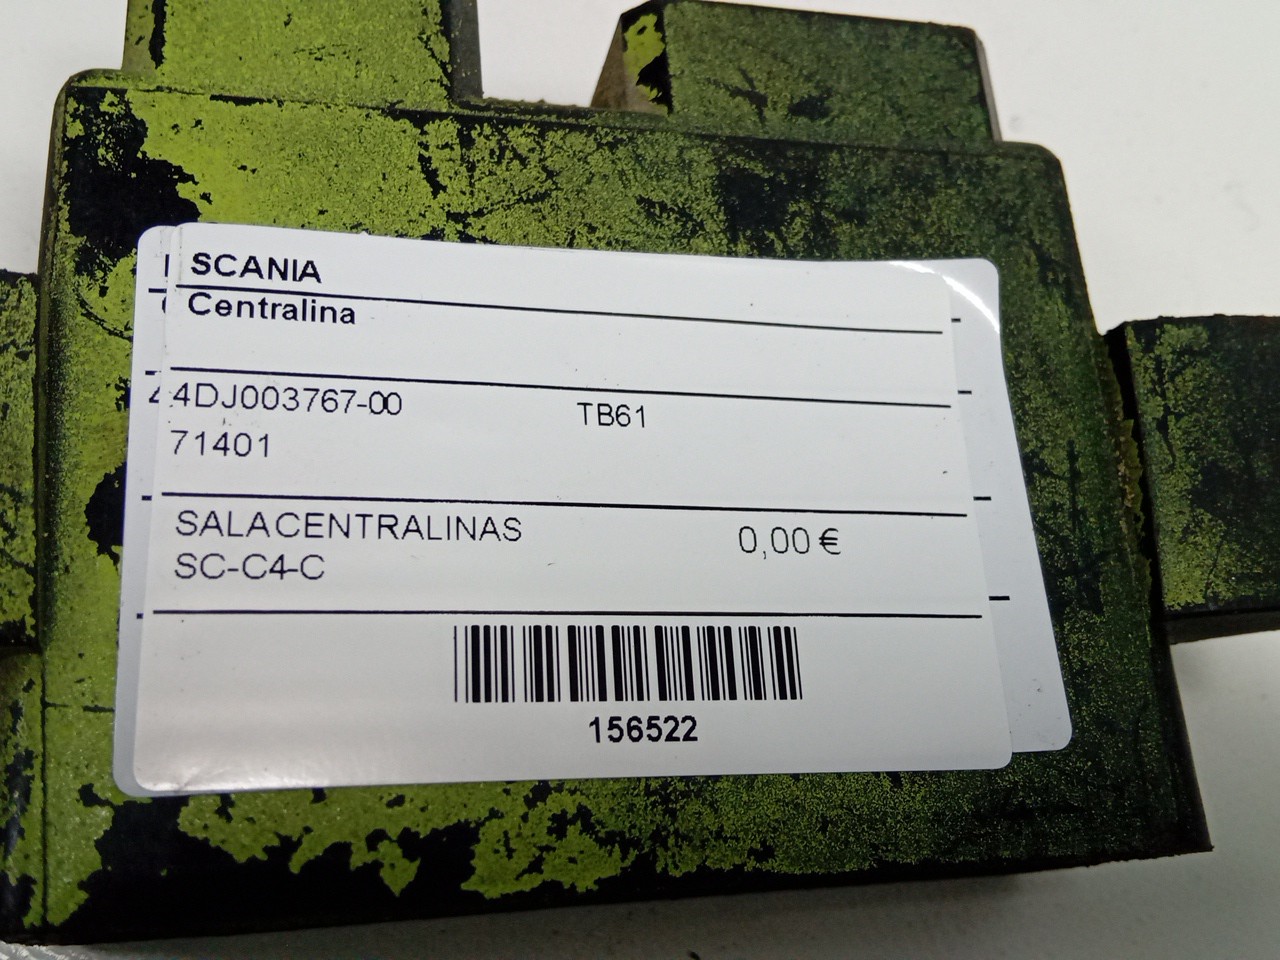 SCANIA
Centralina
4DJ003767-00
TB61
71401
SALACENTRALINAS
0,00 €
SC-C4-C
156522